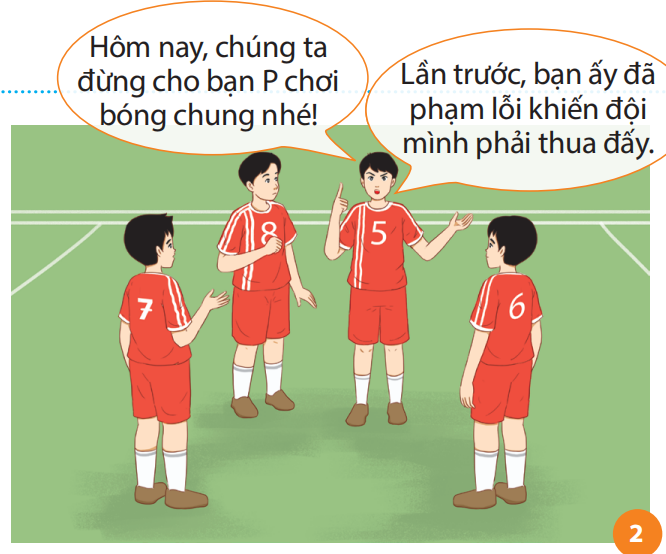 Hôm nay, chúng ta
đừng cho bạn P chơi
bóng chung nhé!
Lần trước, bạn ấy đã
phạm lỗi khiến đội
mình phải thua đấy.
8
5
7
6
2